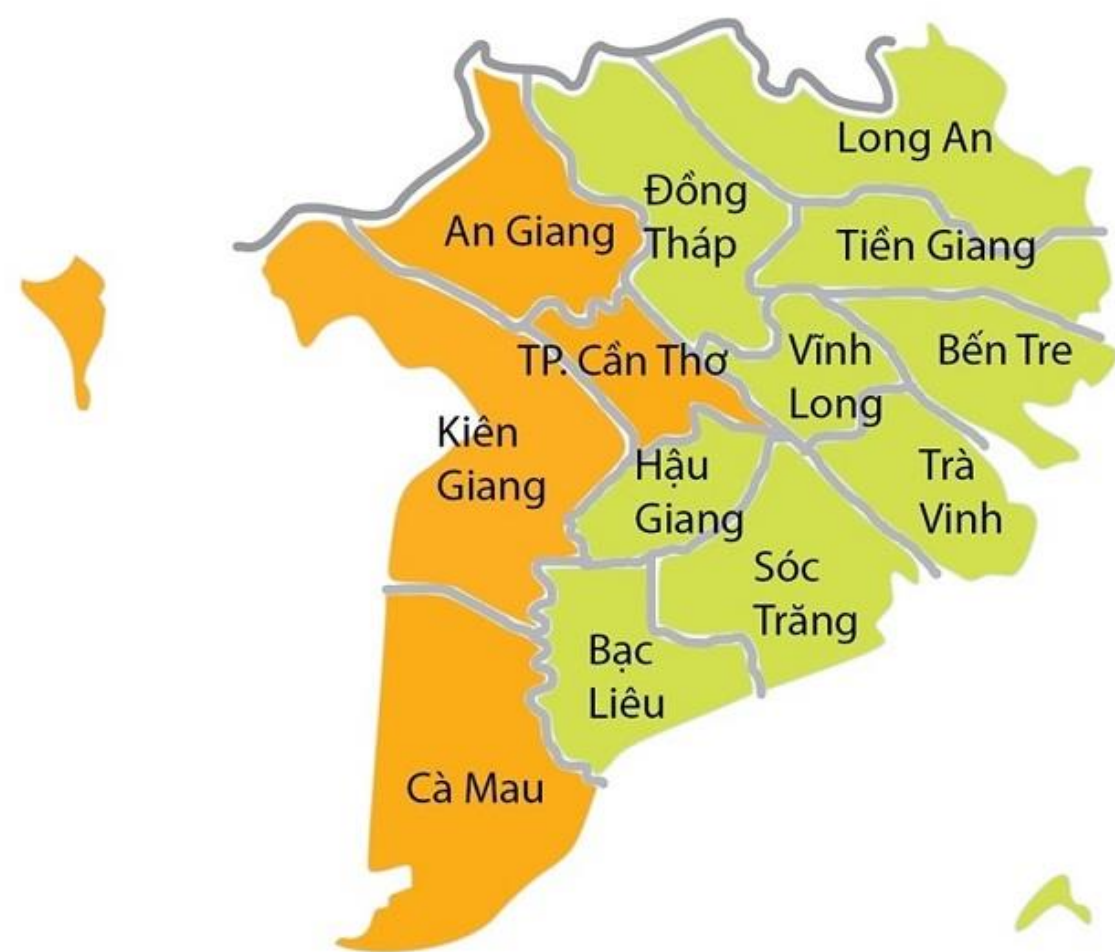 Long An
Đồng
Tháp
An Giang
Tiền Giang
TP. Cần Thơ
Vĩnh
Long
Bến Tre
Kiên
Giang
Hậu
Giang
Trà
Vinh
Sóc
Trăng
Bạc
Liêu
Cà Mau